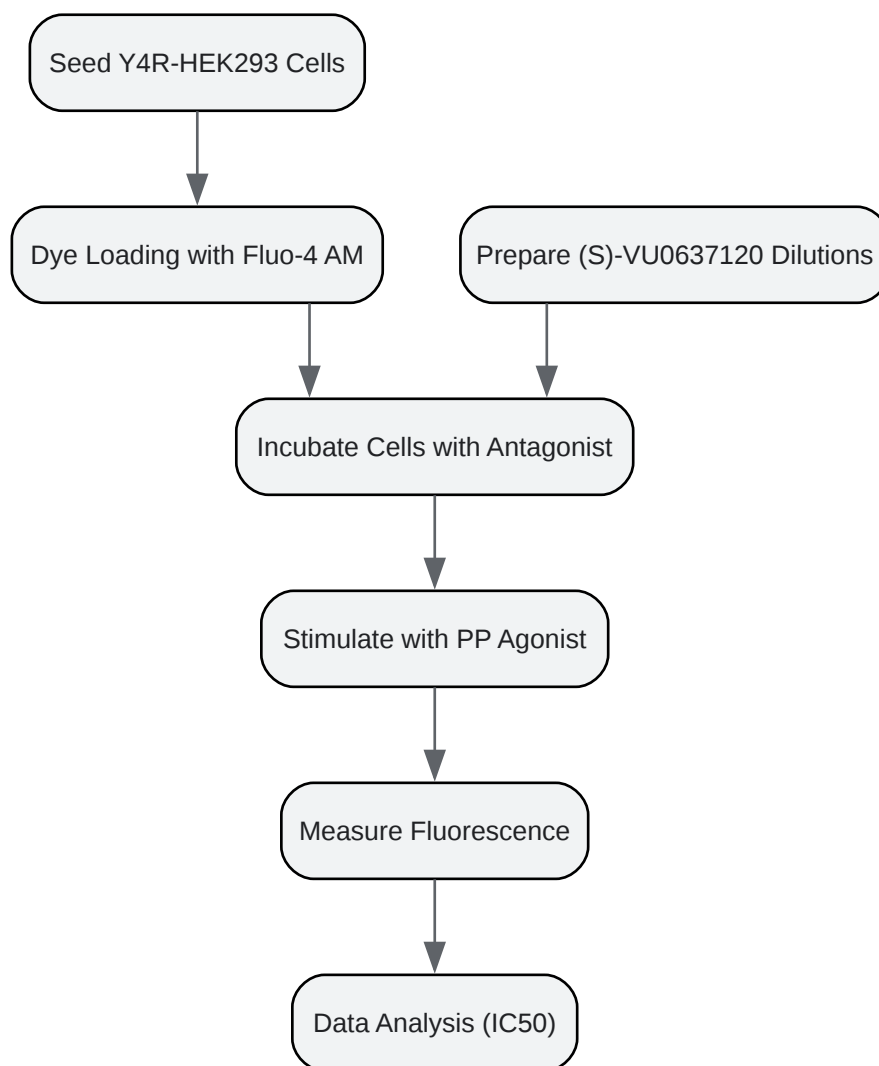 Seed Y4R-HEK293 Cells
Dye Loading with Fluo-4 AM
Prepare (S)-VU0637120 Dilutions
Incubate Cells with Antagonist
Stimulate with PP Agonist
Measure Fluorescence
Data Analysis (IC50)